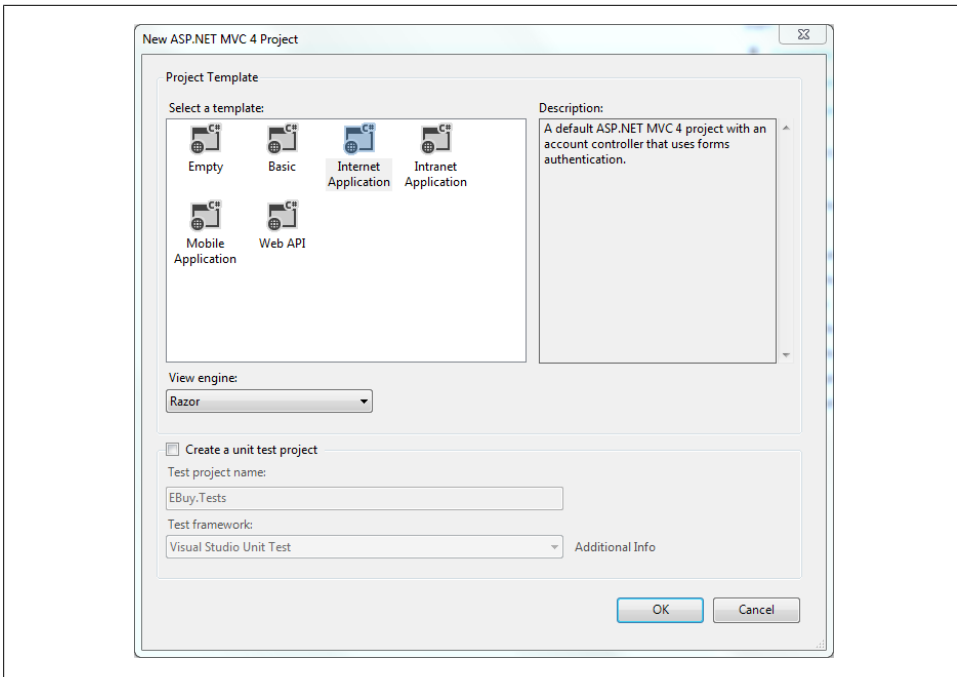 New ASP.NET MVC 4 Project
Project Template
Select a template:
Description:
C#
C#
C#
C#
Empty
Basic
Internet
Application
Intranet
Application
A default ASP.NET MVC 4 project with an
account controller that uses forms
authentication.
C#
C#
Mobile
Application
Web API
View engine:
Razor
Create a unit test project
Test project name:
EBuy.Tests
Test framework:
Visual Studio Unit Test
Additional Info
OK
Cancel